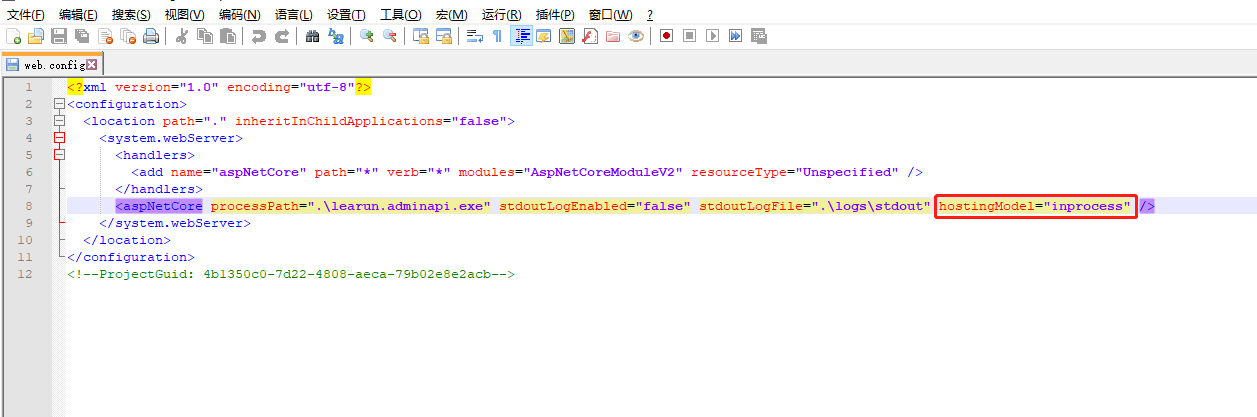 文件(F) 编辑(E) 搜索(S) 视图(V) 编码(N) 语言(L) 设置(T) 工具(O) 宏(M) 运行(R) 插件(P) 窗口(W) ?
web.config
1 <?xml version="1.0" encoding="utf-8"?>
2 <configuration>
3 <location path="." inheritInChildApplications="false">
4 <system.webServer>
5 <handlers>
6 <add name="aspNetCore" path="*" verb="*" modules="AspNetCoreModuleV2" resourceType="Unspecified" />
7 </handlers>
8 <aspNetCore processPath=".\learun.adminapi.exe" stdoutLogEnabled="false" stdoutLogFile=".\logs\stdout" hostingModel="inprocess" />
9 </system.webServer>
10 </location>
11 </configuration>
12 <!--ProjectGuid: 4b1350c0-7d22-4808-aeca-79b02e8e2acb-->